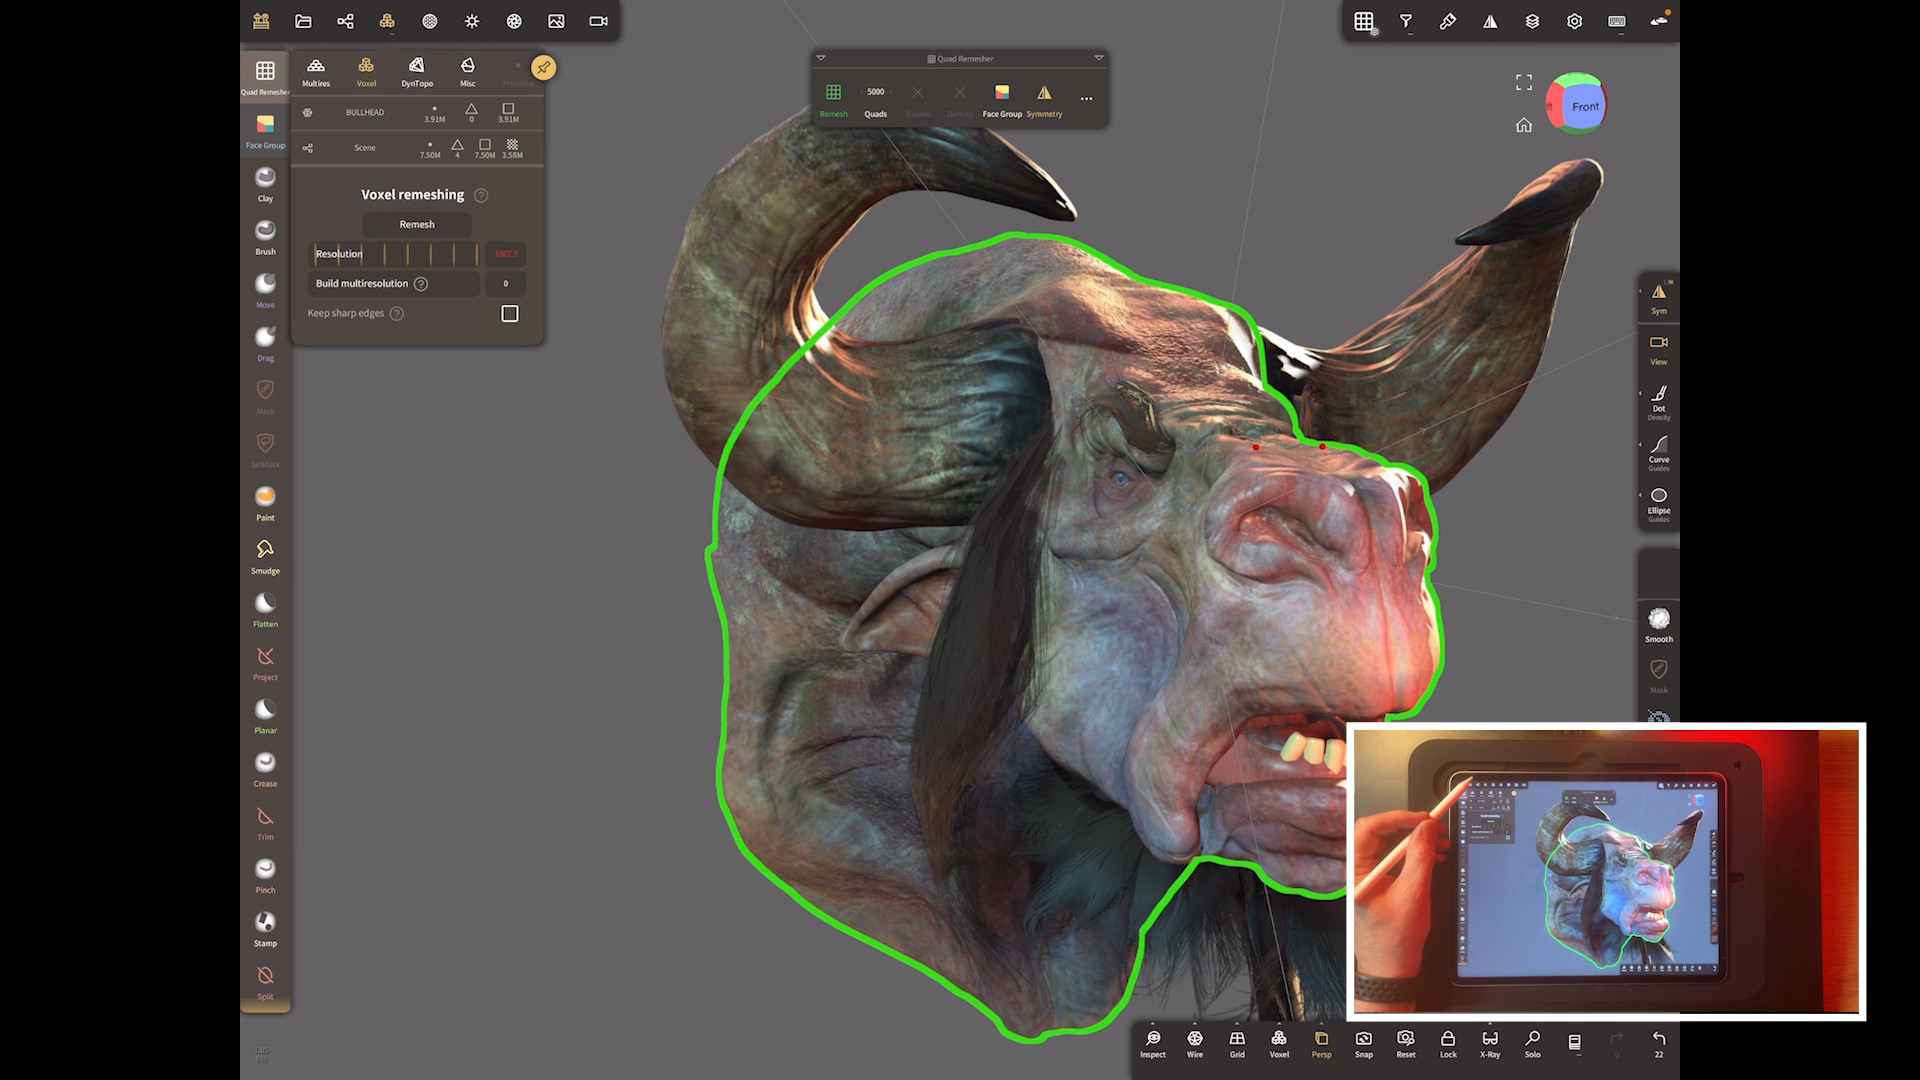 Quad Remesher
Face Group
Clay
Brush
Move
Drag
Mask
SelMask
Paint
Smudge
Flatten
Project
Planar
Crease
Trim
Pinch
Stamp
Split
Multires
Voxel
DynTopo
Misc
Primitive
BULLHEAD
3.91M
0
3.91M
Scene
7.50M
4
7.50M
3.58M
Voxel remeshing ?
Remesh
Resolution
Build multiresolution ? 0
Keep sharp edges ?
Quad Remesher
5000
Remesh
Quads
Guides
Density
Face Group
Symmetry
Front
LW
Sym
View
Dot
Density
Curve
Guides
Ellipse
Guides
Smooth
Mask
Inspect
Wire
Grid
Voxel
Persp
Snap
Reset
Lock
X-Ray
Solo
0
22